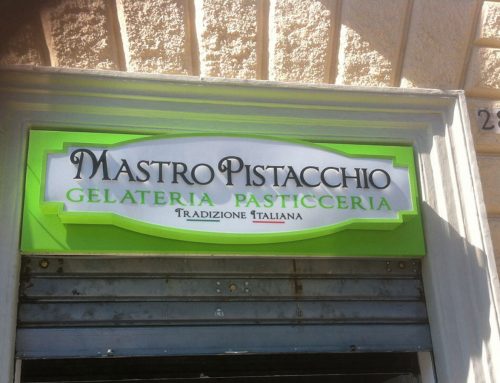 MASTRO PISTACCHIO
GELATERIA PASTICCERIA
TRADIZIONE ITALIANA